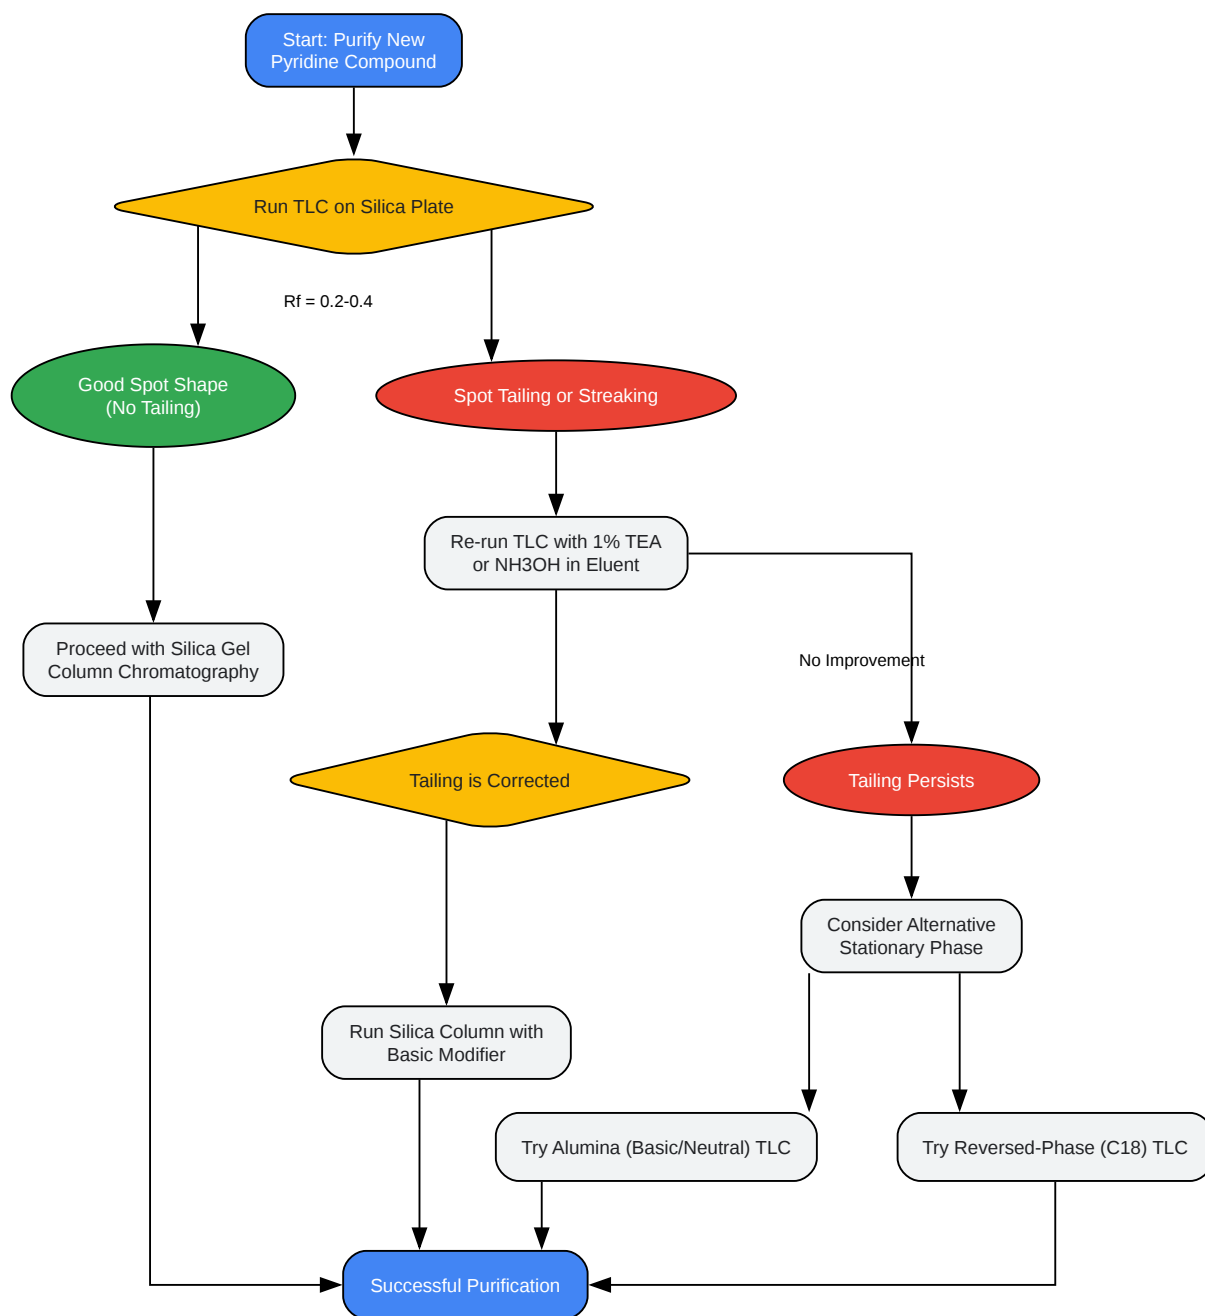 Start: Purify New
Pyridine Compound
Run TLC on Silica Plate
Rf = 0.2-0.4
Good Spot Shape
(No Tailing)
Spot Tailing or Streaking
Re-run TLC with 1% TEA
or NH3OH in Eluent
Proceed with Silica Gel
Column Chromatography
No Improvement
Tailing is Corrected
Tailing Persists
Consider Alternative
Stationary Phase
Run Silica Column with
Basic Modifier
Try Alumina (Basic/Neutral) TLC
Try Reversed-Phase (C18) TLC
Successful Purification